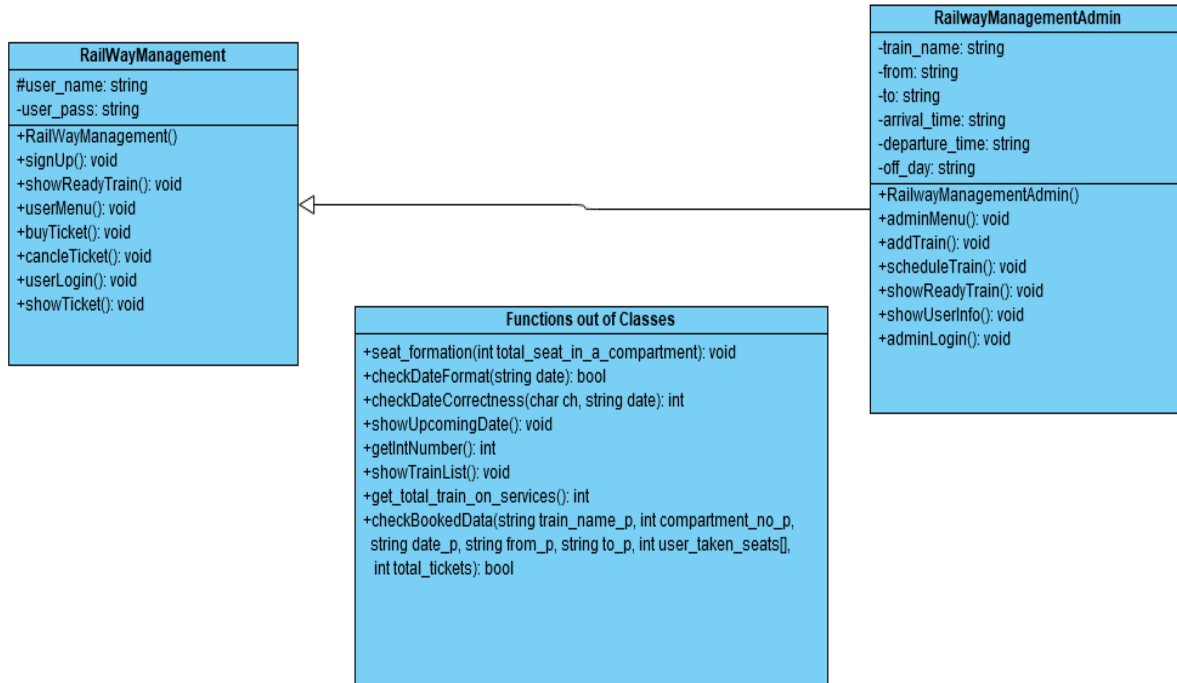 RailWayManagement
#user_name: string
-user_pass: string
+RailWayManagement()
+signUp(): void
+showReadyTrain(): void
+userMenu(): void
+buyTicket(): void
+cancleTicket(): void
+userLogin(): void
+showTicket(): void
RailwayManagementAdmin
-train_name: string
-from: string
-to: string
-arrival_time: string
-departure_time: string
-off_day: string
+RailwayManagementAdmin()
+adminMenu(): void
+addTrain(): void
+scheduleTrain(): void
+showReadyTrain(): void
+showUserInfo(): void
+adminLogin(): void
Functions out of Classes
+seat_formation(int total_seat_in_a_compartment): void
+checkDateFormat(string date): bool
+checkDateCorrectness(char ch, string date): int
+showUpcomingDate(): void
+getIntNumber(): int
+showTrainList(): void
+get_total_train_on_services(): int
+checkBookedData(string train_name_p, int compartment_no_p,
string date_p, string from_p, string to_p, int user_taken_seats[],
int total_tickets): bool